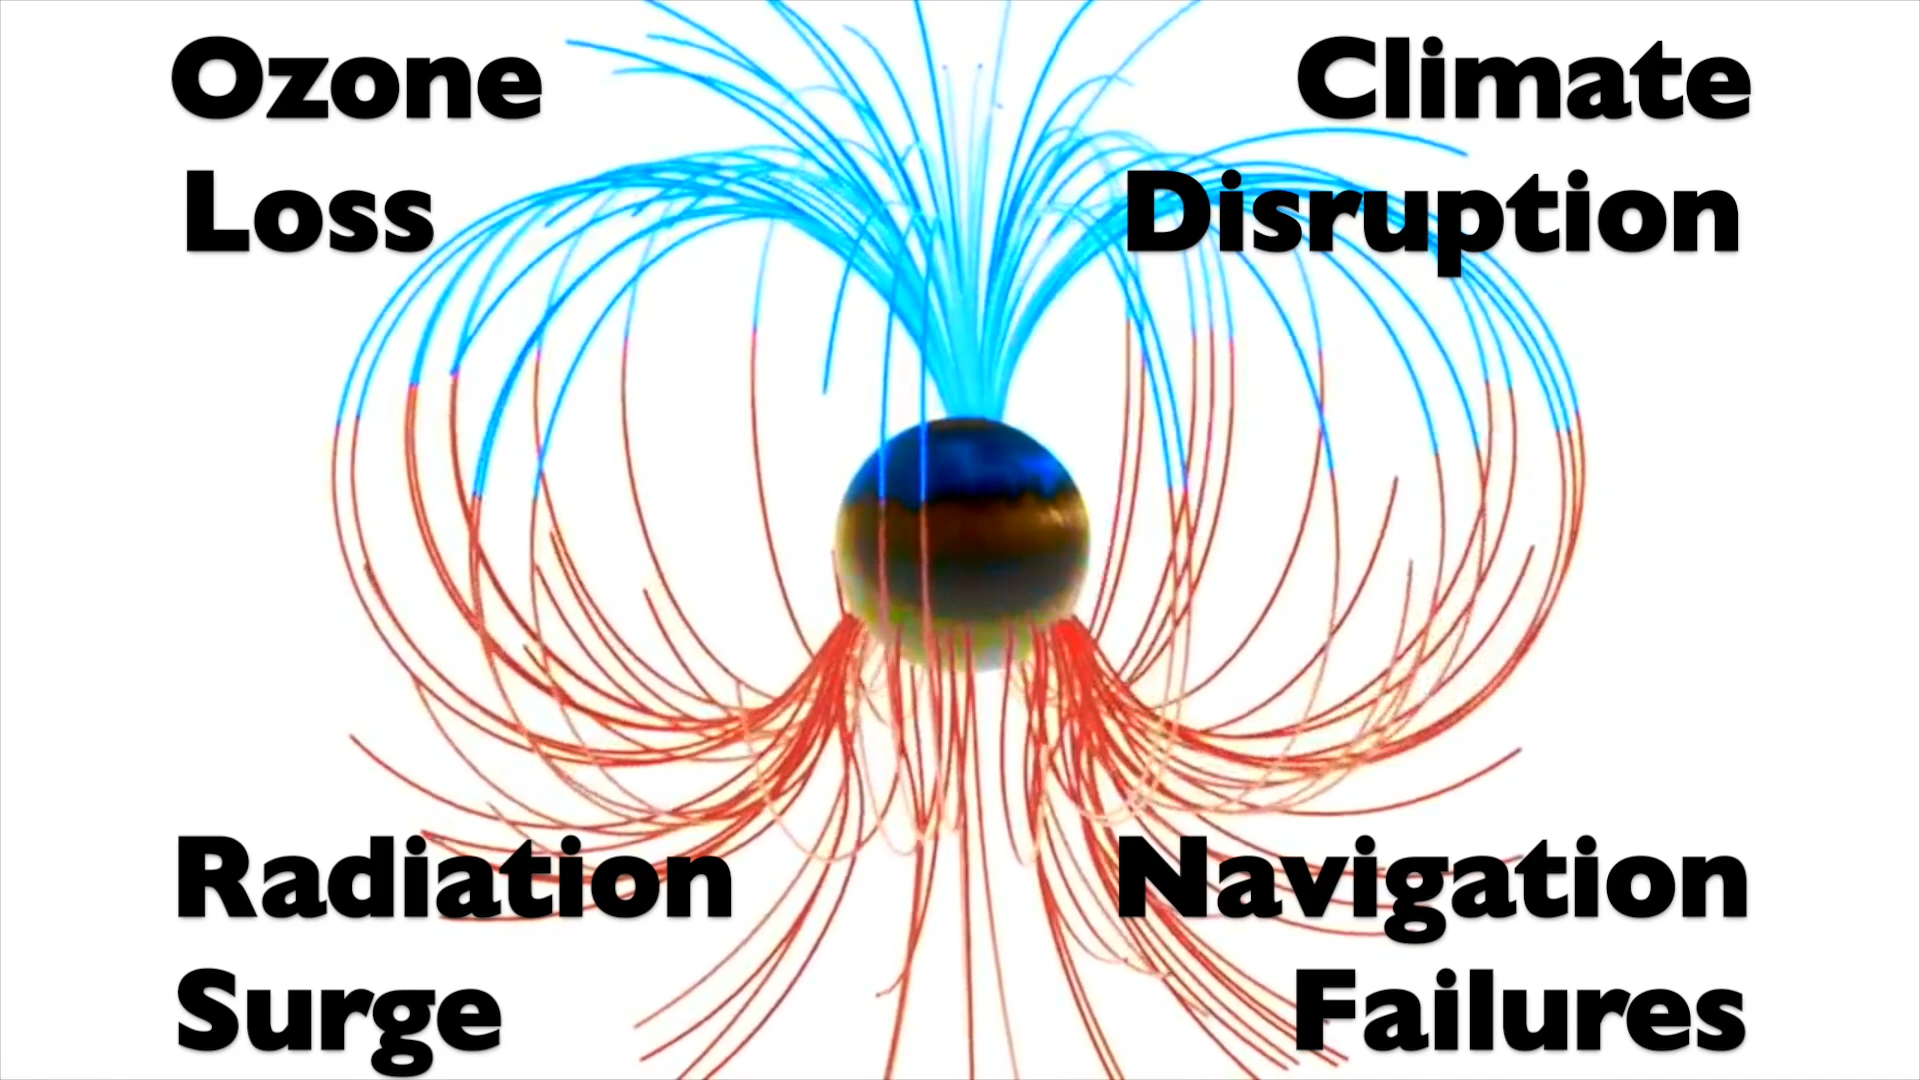 Ozone
Loss
Climate
Disruption
Radiation
Surge
Navigation
Failures